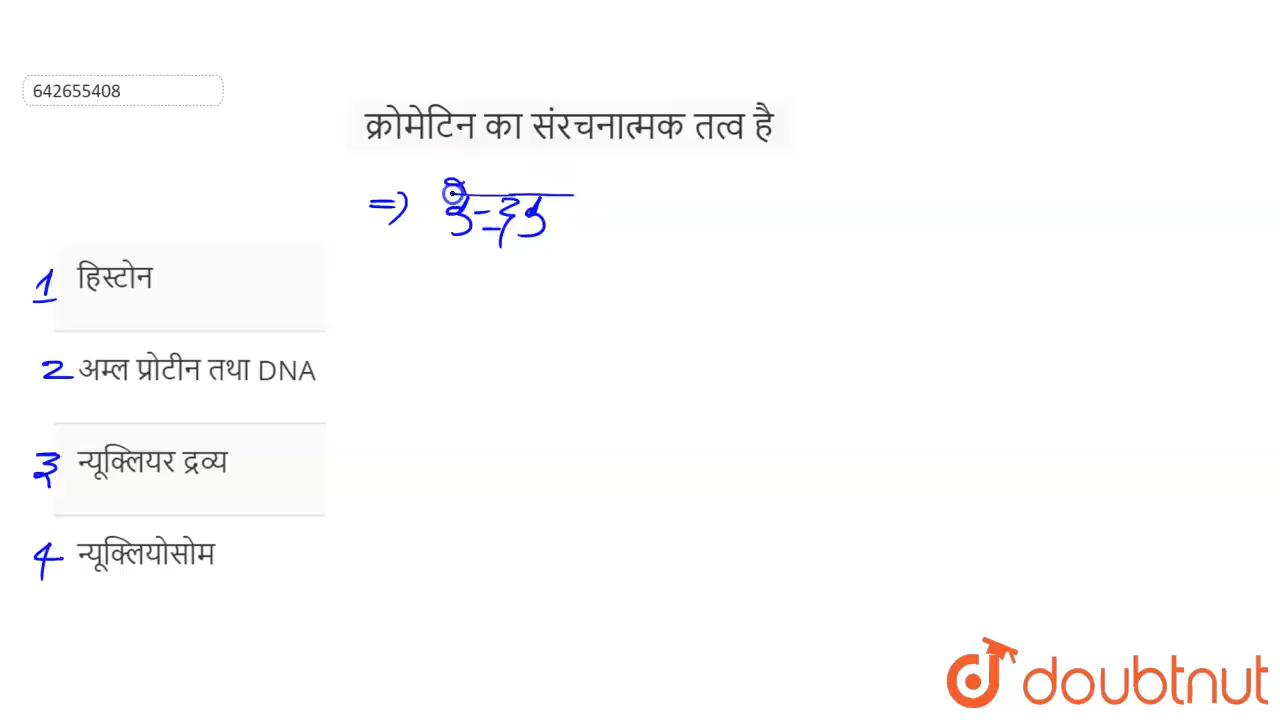 642655408
क्रोमेटिन का संरचनात्मक तत्व है
⇒
1 हिस्टोन
2 अम्ल प्रोटीन तथा DNA
3 न्यूक्लियर द्रव्य
4 न्यूक्लियोसोम
doubtnut